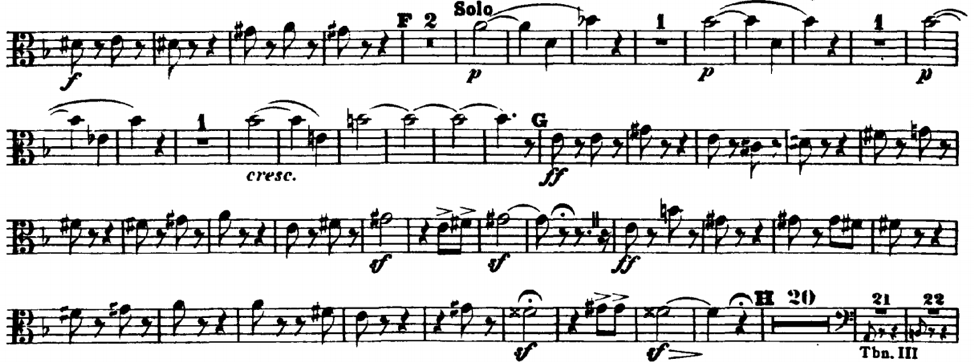 F 2 Solo 1 1
f p p p
1 G
cresc. ff
sf sf ff
H 20 21 22
sf sf Tbn. III